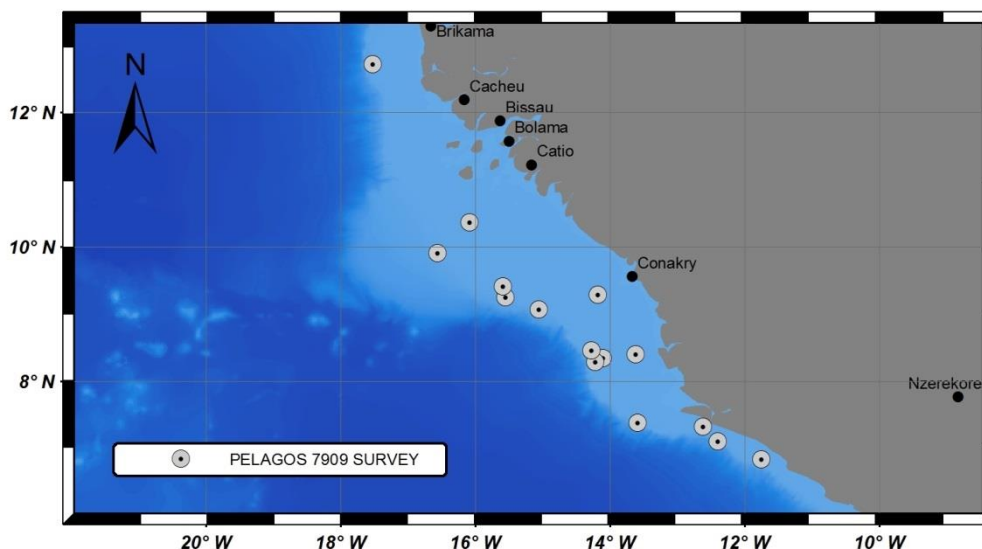 Brikama
N
Cacheu
12° N
Bissau
Bolama
Catio
10° N
Conakry
8° N
Nzerekore
PELAGOS 7909 SURVEY
20° W
18° W
16° W
14° W
12° W
10° W